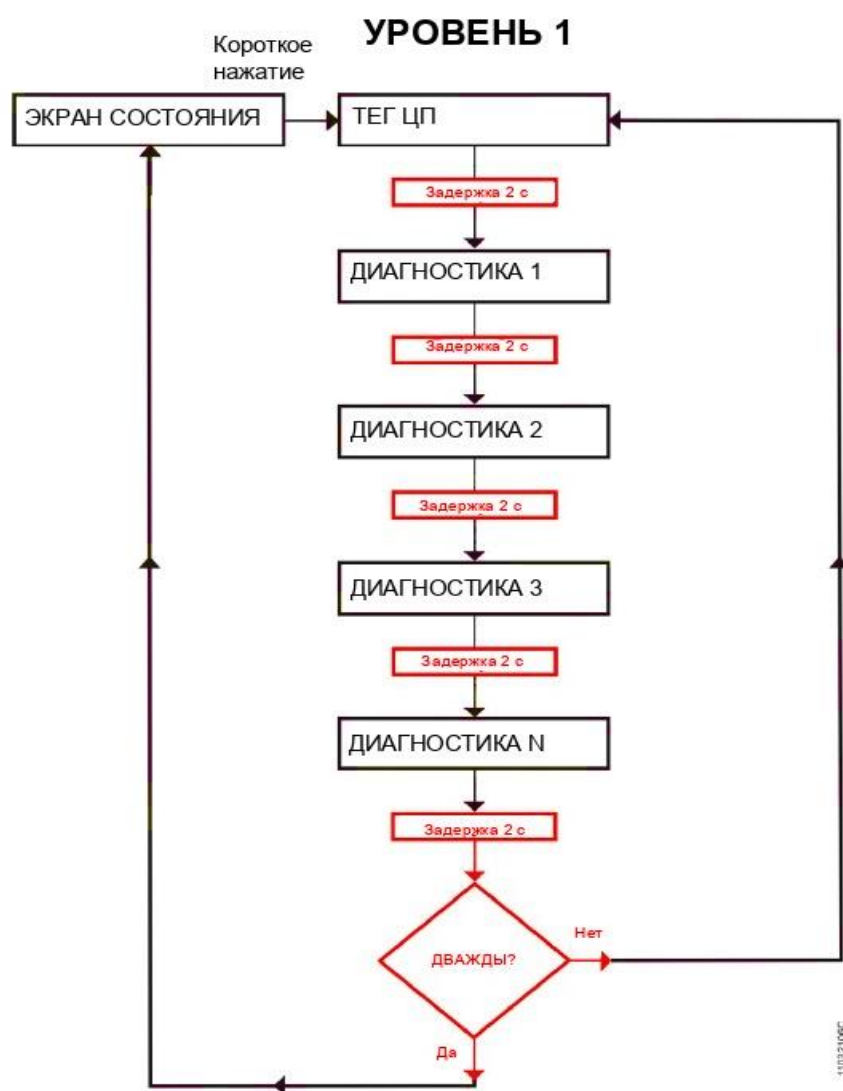 УРОВЕНЬ 1
Короткое
нажатие
ЭКРАН СОСТОЯНИЯ
ТЕГ ЦП
Задержка 2 с
ДИАГНОСТИКА 1
Задержка 2 с
ДИАГНОСТИКА 2
Задержка 2 с
ДИАГНОСТИКА 3
Задержка 2 с
ДИАГНОСТИКА N
Задержка 2 с
ДВАЖДЫ?
Нет
Да